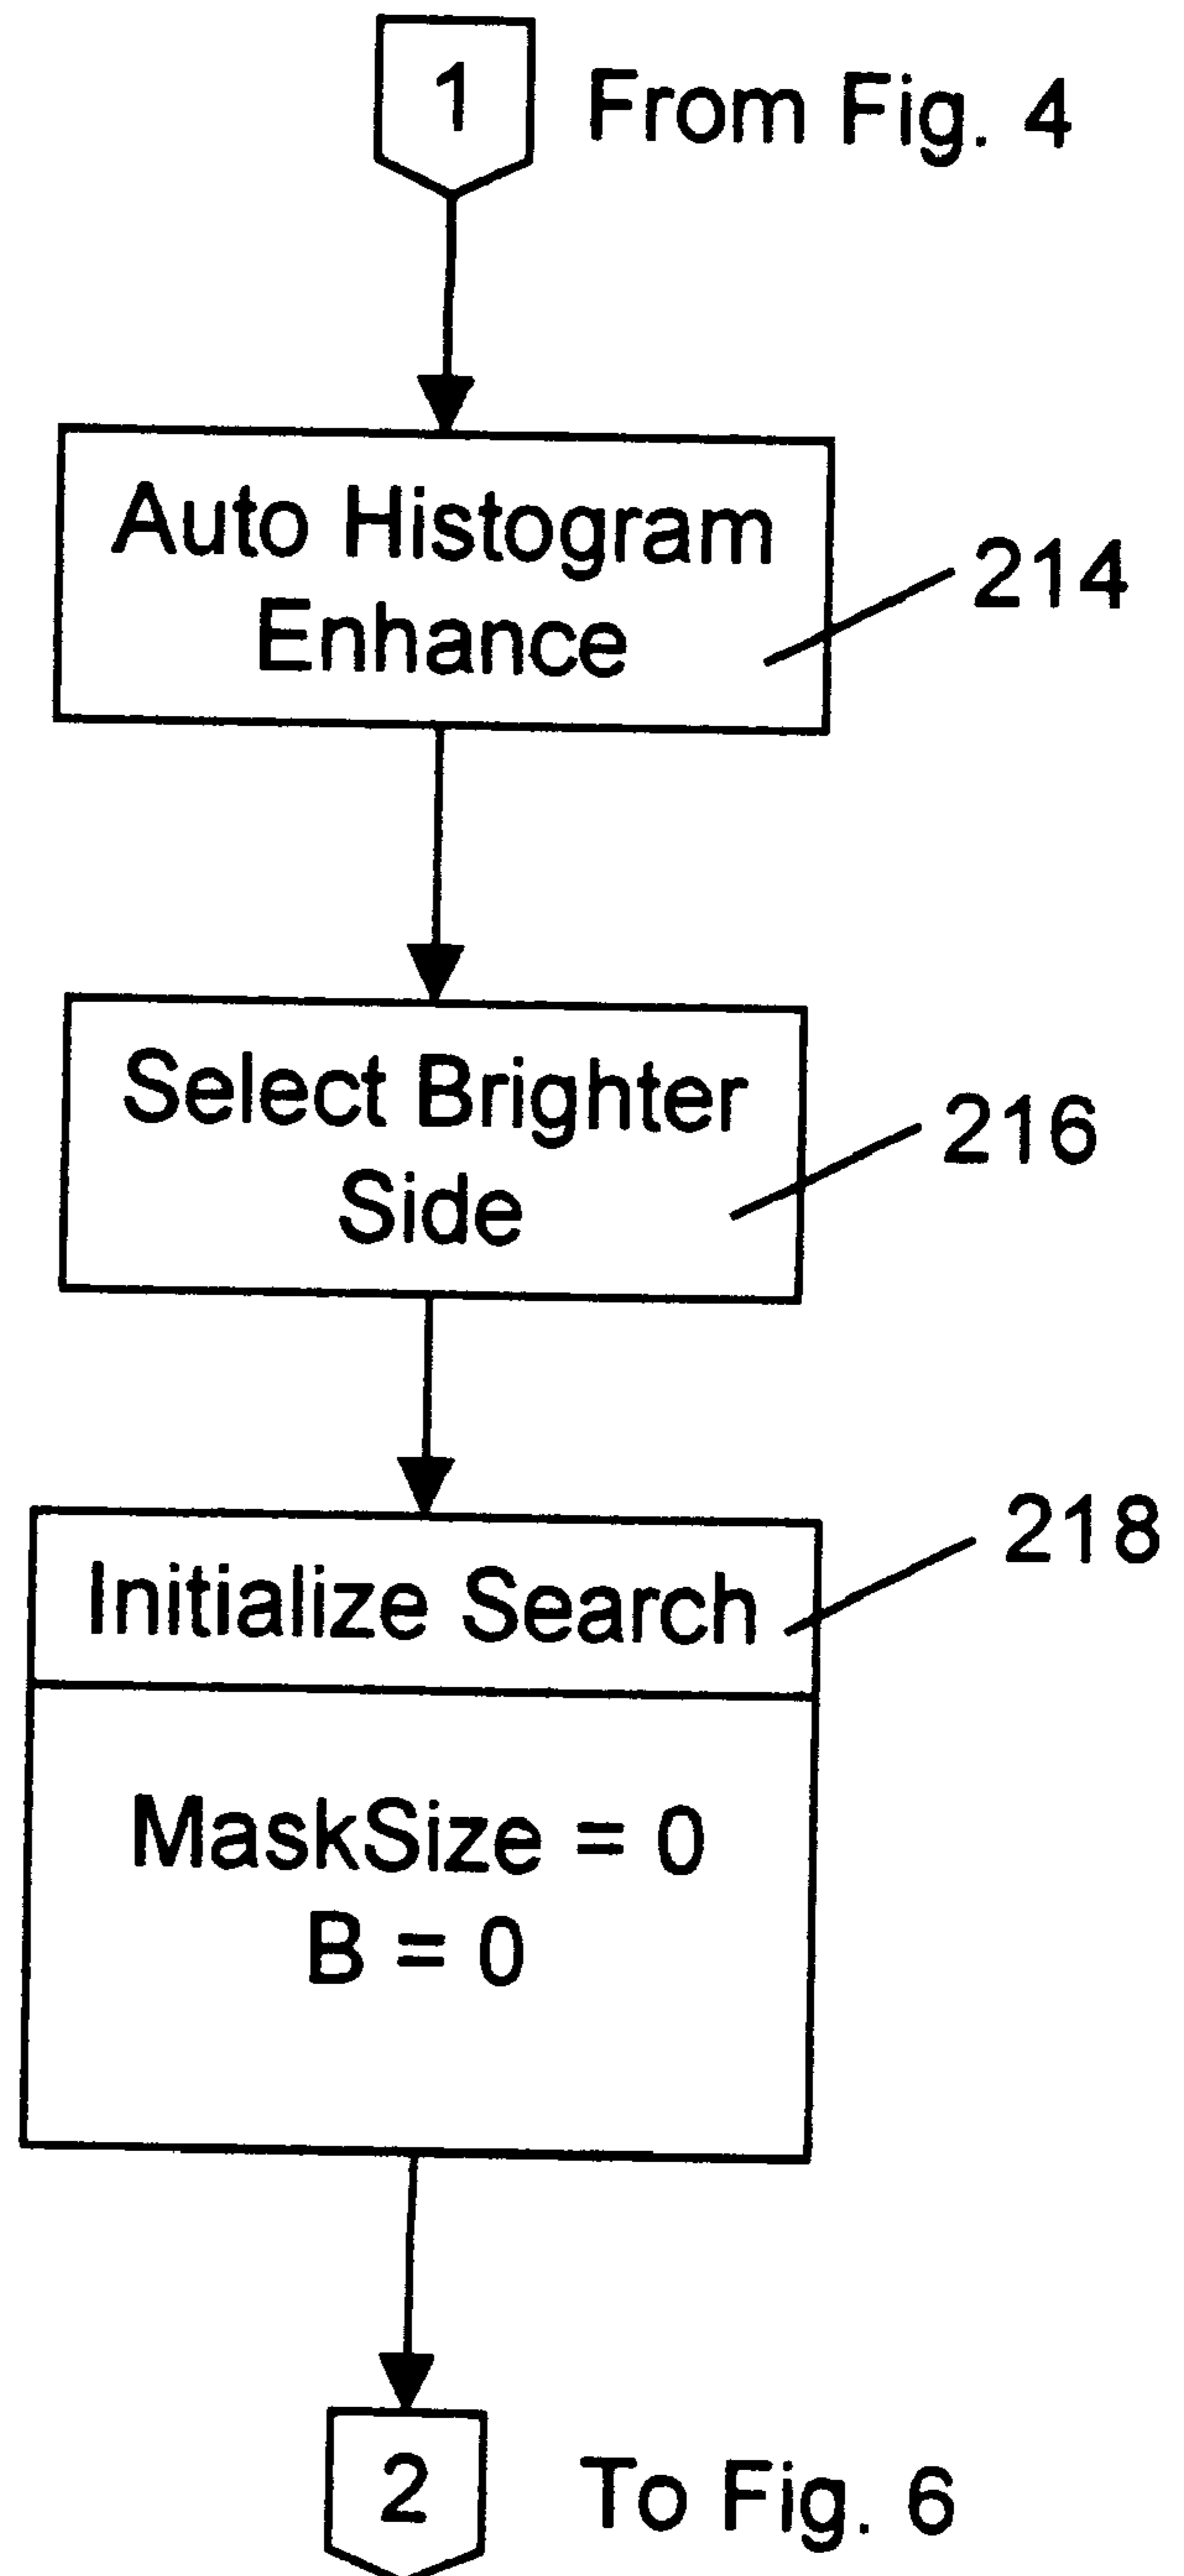 1 From Fig. 4
Auto Histogram
Enhance
214
Select Brighter
Side
216
Initialize Search
218
MaskSize = 0
B = 0
2 To Fig. 6